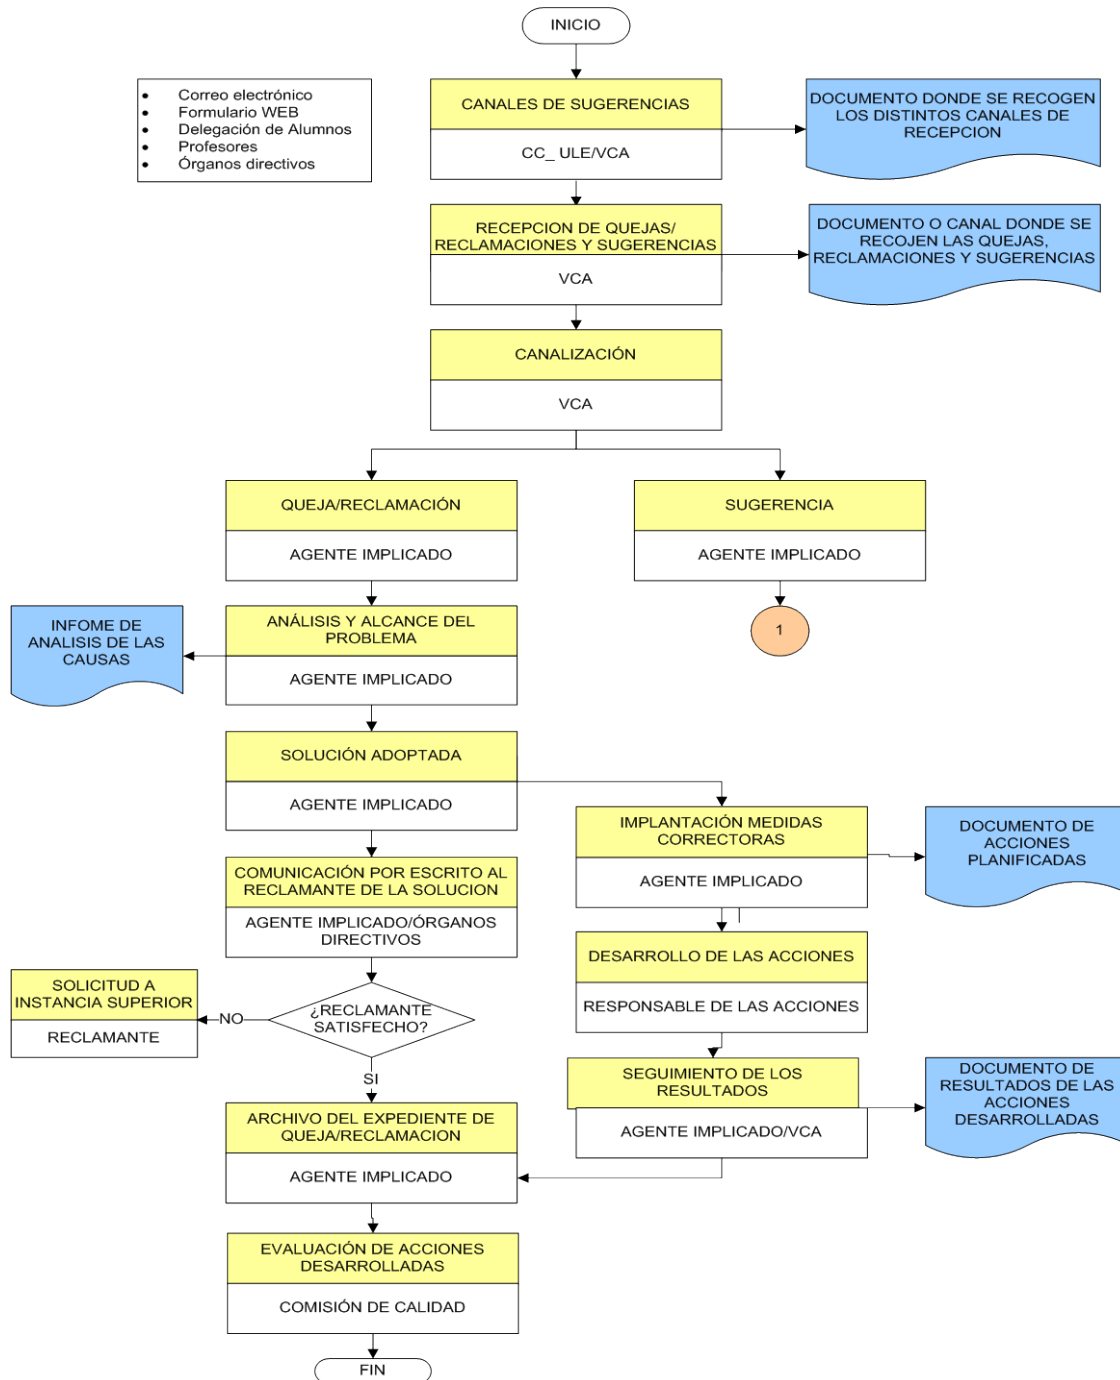 INICIO
• Correo electrónico
• Formulario WEB
• Delegación de Alumnos
• Profesores
• Órganos directivos
CANALES DE SUGERENCIAS
CC_ ULE/VCA
DOCUMENTO DONDE SE RECOGEN
LOS DISTINTOS CANALES DE
RECEPCION
RECEPCION DE QUEJAS/
RECLAMACIONES Y SUGERENCIAS
VCA
DOCUMENTO O CANAL DONDE SE
RECOJEN LAS QUEJAS,
RECLAMACIONES Y SUGERENCIAS
CANALIZACIÓN
VCA
QUEJA/RECLAMACIÓN
AGENTE IMPLICADO
SUGERENCIA
AGENTE IMPLICADO
1
INFOME DE
ANALISIS DE LAS
CAUSAS
ANÁLISIS Y ALCANCE DEL
PROBLEMA
AGENTE IMPLICADO
SOLUCIÓN ADOPTADA
AGENTE IMPLICADO
IMPLANTACIÓN MEDIDAS
CORRECTORAS
AGENTE IMPLICADO
DOCUMENTO DE
ACCIONES
PLANIFICADAS
COMUNICACIÓN POR ESCRITO AL
RECLAMANTE DE LA SOLUCION
AGENTE IMPLICADO/ÓRGANOS
DIRECTIVOS
DESARROLLO DE LAS ACCIONES
RESPONSABLE DE LAS ACCIONES
SOLICITUD A
INSTANCIA SUPERIOR
RECLAMANTE
NO
¿RECLAMANTE
SATISFECHO?
SI
SEGUIMIENTO DE LOS
RESULTADOS
AGENTE IMPLICADO/VCA
DOCUMENTO DE
RESULTADOS DE LAS
ACCIONES
DESARROLLADAS
ARCHIVO DEL EXPEDIENTE DE
QUEJA/RECLAMACION
AGENTE IMPLICADO
EVALUACIÓN DE ACCIONES
DESARROLLADAS
COMISIÓN DE CALIDAD
FIN